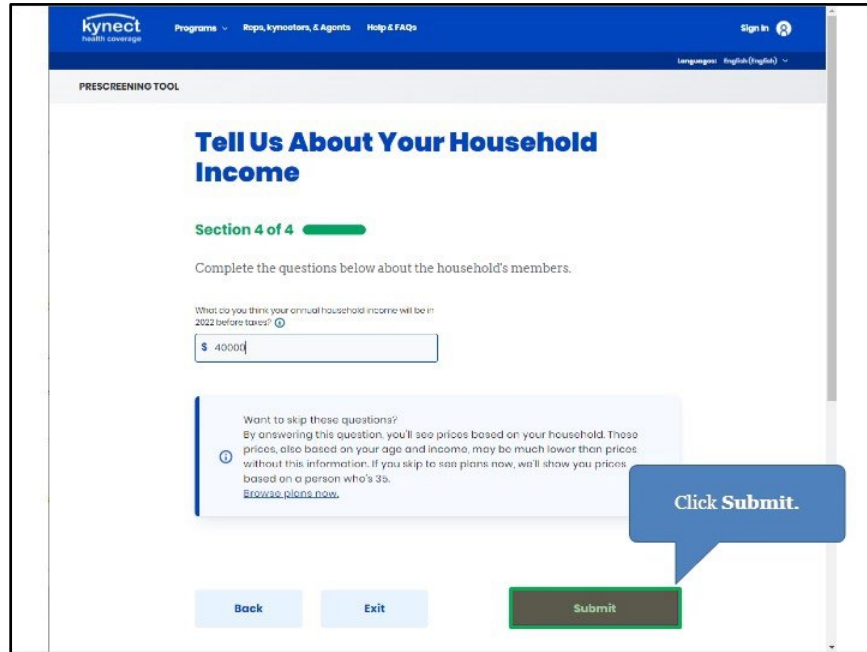 kynect
health coverage
Programs
Reps, kynectors, & Agents
Help & FAQs
Sign In
Languages: English (English)
PRESCREENING TOOL
Tell Us About Your Household
Income
Section 4 of 4
Complete the questions below about the household's members.
What do you think your annual household income will be in
2022 before taxes?
$ 40000
Want to skip these questions?
By answering this question, you'll see prices based on your household. These
prices, also based on your age and income, may be much lower than prices
without this information. If you skip to see plans now, we'll show you prices
based on a person who's 35.
Browse plans now.
Click Submit.
Back
Exit
Submit